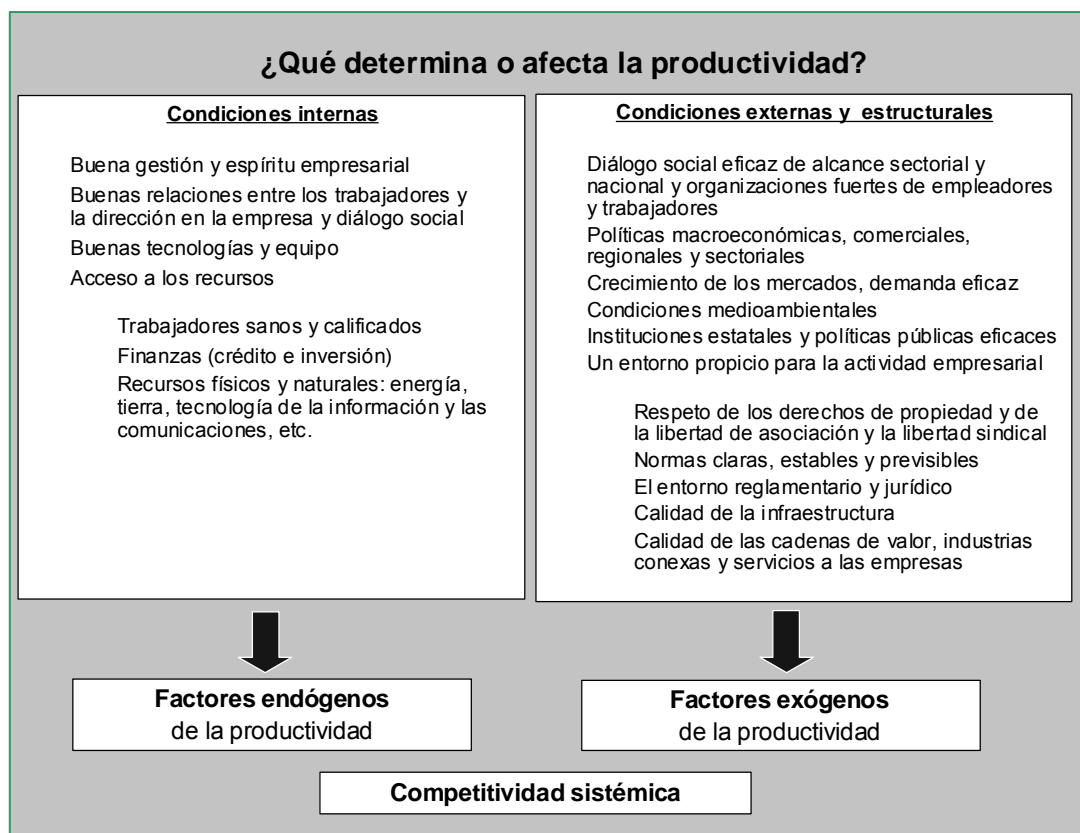 ¿Qué determina o afecta la productividad?
Condiciones internas
Buena gestión y espíritu empresarial
Buenas relaciones entre los trabajadores y
la dirección en la empresa y diálogo social
Buenas tecnologías y equipo
Acceso a los recursos
Trabajadores sanos y calificados
Finanzas (crédito e inversión)
Recursos físicos y naturales: energía,
tierra, tecnología de la información y las
comunicaciones, etc.
Condiciones externas y estructurales
Diálogo social eficaz de alcance sectorial y
nacional y organizaciones fuertes de empleadores
y trabajadores
Políticas macroeconómicas, comerciales,
regionales y sectoriales
Crecimiento de los mercados, demanda eficaz
Condiciones medioambientales
Instituciones estatales y políticas públicas eficaces
Un entorno propicio para la actividad empresarial
Respeto de los derechos de propiedad y de
la libertad de asociación y la libertad sindical
Normas claras, estables y previsibles
El entorno reglamentario y jurídico
Calidad de la infraestructura
Calidad de las cadenas de valor, industrias
conexas y servicios a las empresas
Factores endógenos
de la productividad
Factores exógenos
de la productividad
Competitividad sistémica